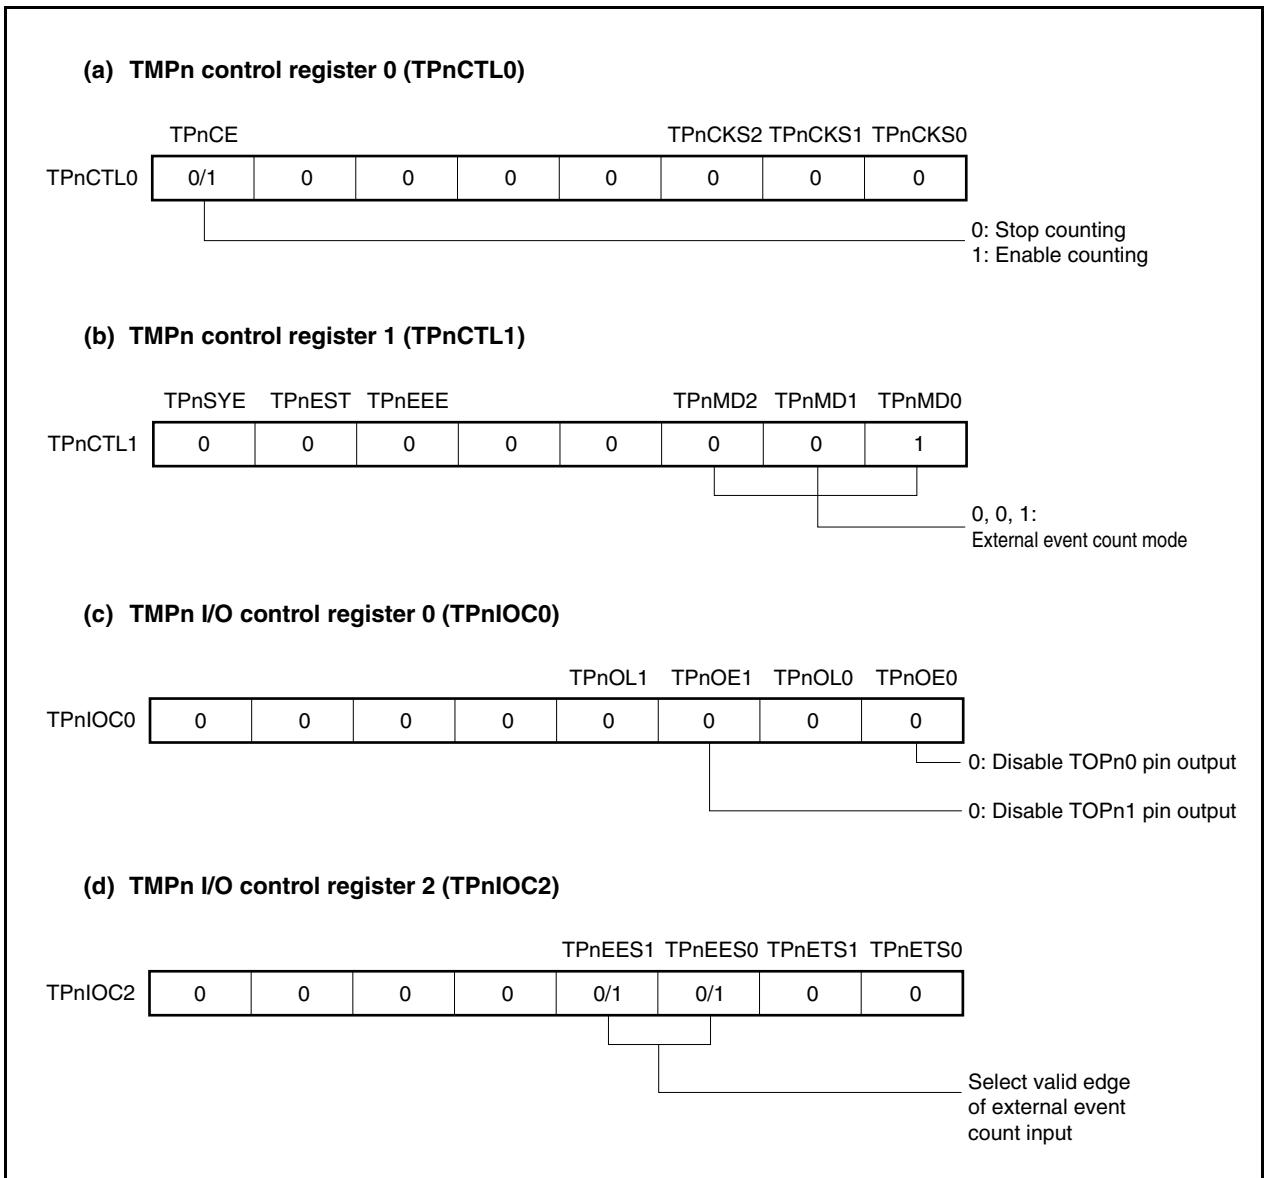 (a) TMPn control register 0 (TPnCTL0)
TPnCE TPnCKS2 TPnCKS1 TPnCKS0
TPnCTL0 0/1 0 0 0 0 0 0 0
0: Stop counting
1: Enable counting
(b) TMPn control register 1 (TPnCTL1)
TPnSYE TPnEST TPnEEE TPnMD2 TPnMD1 TPnMD0
TPnCTL1 0 0 0 0 0 0 0 1
0, 0, 1:
External event count mode
(c) TMPn I/O control register 0 (TPnIOC0)
TPnOL1 TPnOE1 TPnOL0 TPnOE0
TPnIOC0 0 0 0 0 0 0 0 0
0: Disable TOPn0 pin output
0: Disable TOPn1 pin output
(d) TMPn I/O control register 2 (TPnIOC2)
TPnEES1 TPnEES0 TPnETS1 TPnETS0
TPnIOC2 0 0 0 0 0/1 0/1 0 0
Select valid edge
of external event
count input